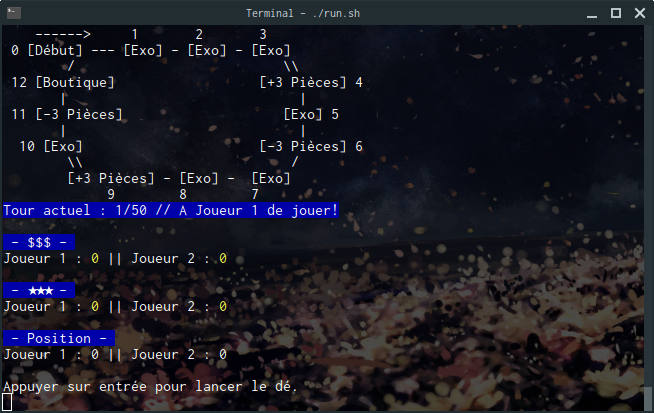 Terminal - ./run.sh
------>     1       2       3
0 [Début] --- [Exo] - [Exo] - [Exo]
/                          \\
12 [Boutique]                  [+3 Pièces] 4
|                             |
11 [-3 Pièces]                    [Exo] 5
|                             |
10 [Exo]                      [-3 Pièces] 6
\\                          /
[+3 Pièces] - [Exo] -  [Exo]
9        8        7
Tour actuel : 1/50 // A Joueur 1 de jouer!
- $$$ -
Joueur 1 : 0 || Joueur 2 : 0
- ★★★ -
Joueur 1 : 0 || Joueur 2 : 0
- Position -
Joueur 1 : 0 || Joueur 2 : 0
Appuyer sur entrée pour lancer le dé.